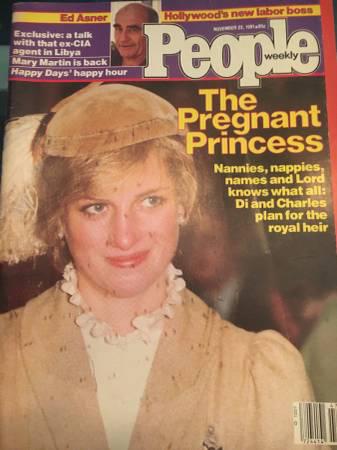 Ed Asner
Hollywood's new labor boss
Exclusive: a talk
with that ex-CIA
agent in Libya
Mary Martin is back
Happy Days' happy hour
People
weekly
The
Pregnant
Princess
Nannies, nappies,
names and Lord
knows what all:
Di and Charles
plan for the
royal heir